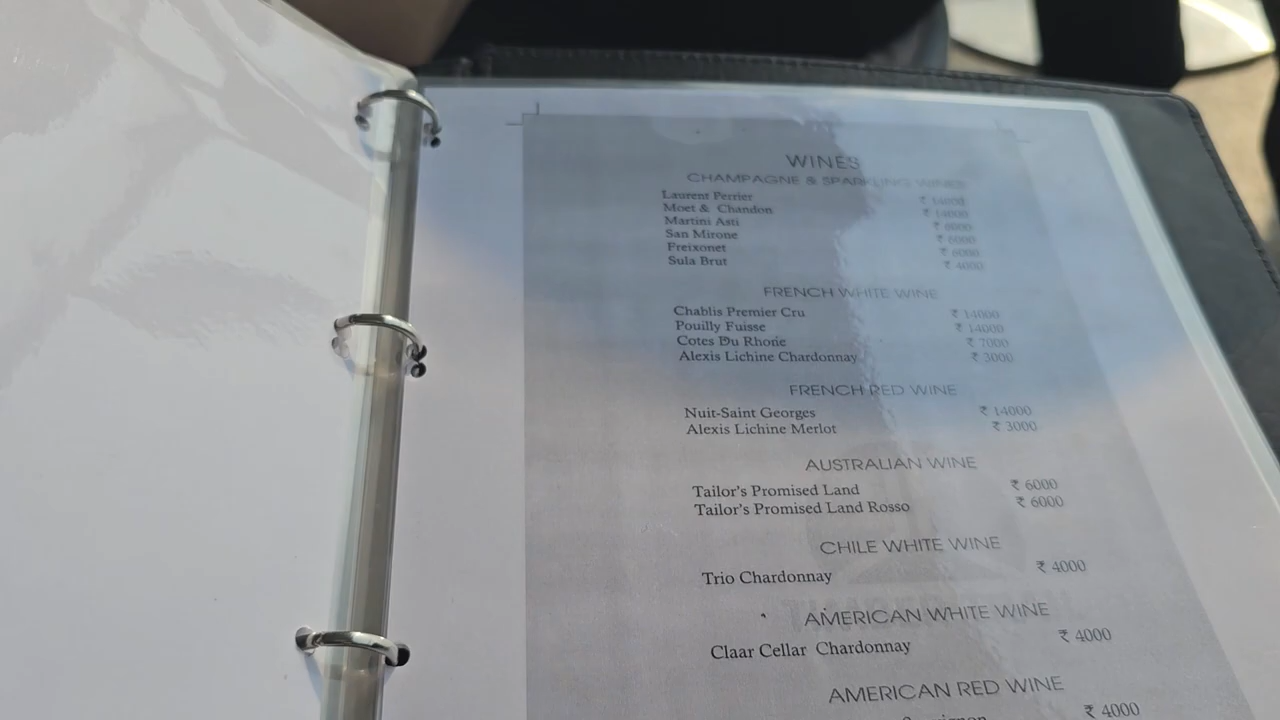 WINES
CHAMPAGNE & SPARKLING WINES
Laurent Perrier ₹ 14000
Moet & Chandon ₹ 14000
Martini Asti ₹ 6000
San Mirone ₹ 6000
Freixonet ₹ 6000
Sula Brut ₹ 4000
FRENCH WHITE WINE
Chablis Premier Cru ₹ 14000
Pouilly Fuisse ₹ 14000
Cotes Du Rhone ₹ 7000
Alexis Lichine Chardonnay ₹ 3000
FRENCH RED WINE
Nuit-Saint Georges ₹ 14000
Alexis Lichine Merlot ₹ 3000
AUSTRALIAN WINE
Tailor's Promised Land ₹ 6000
Tailor's Promised Land Rosso ₹ 6000
CHILE WHITE WINE
Trio Chardonnay ₹ 4000
AMERICAN WHITE WINE
Claar Cellar Chardonnay ₹ 4000
AMERICAN RED WINE
₹ 4000